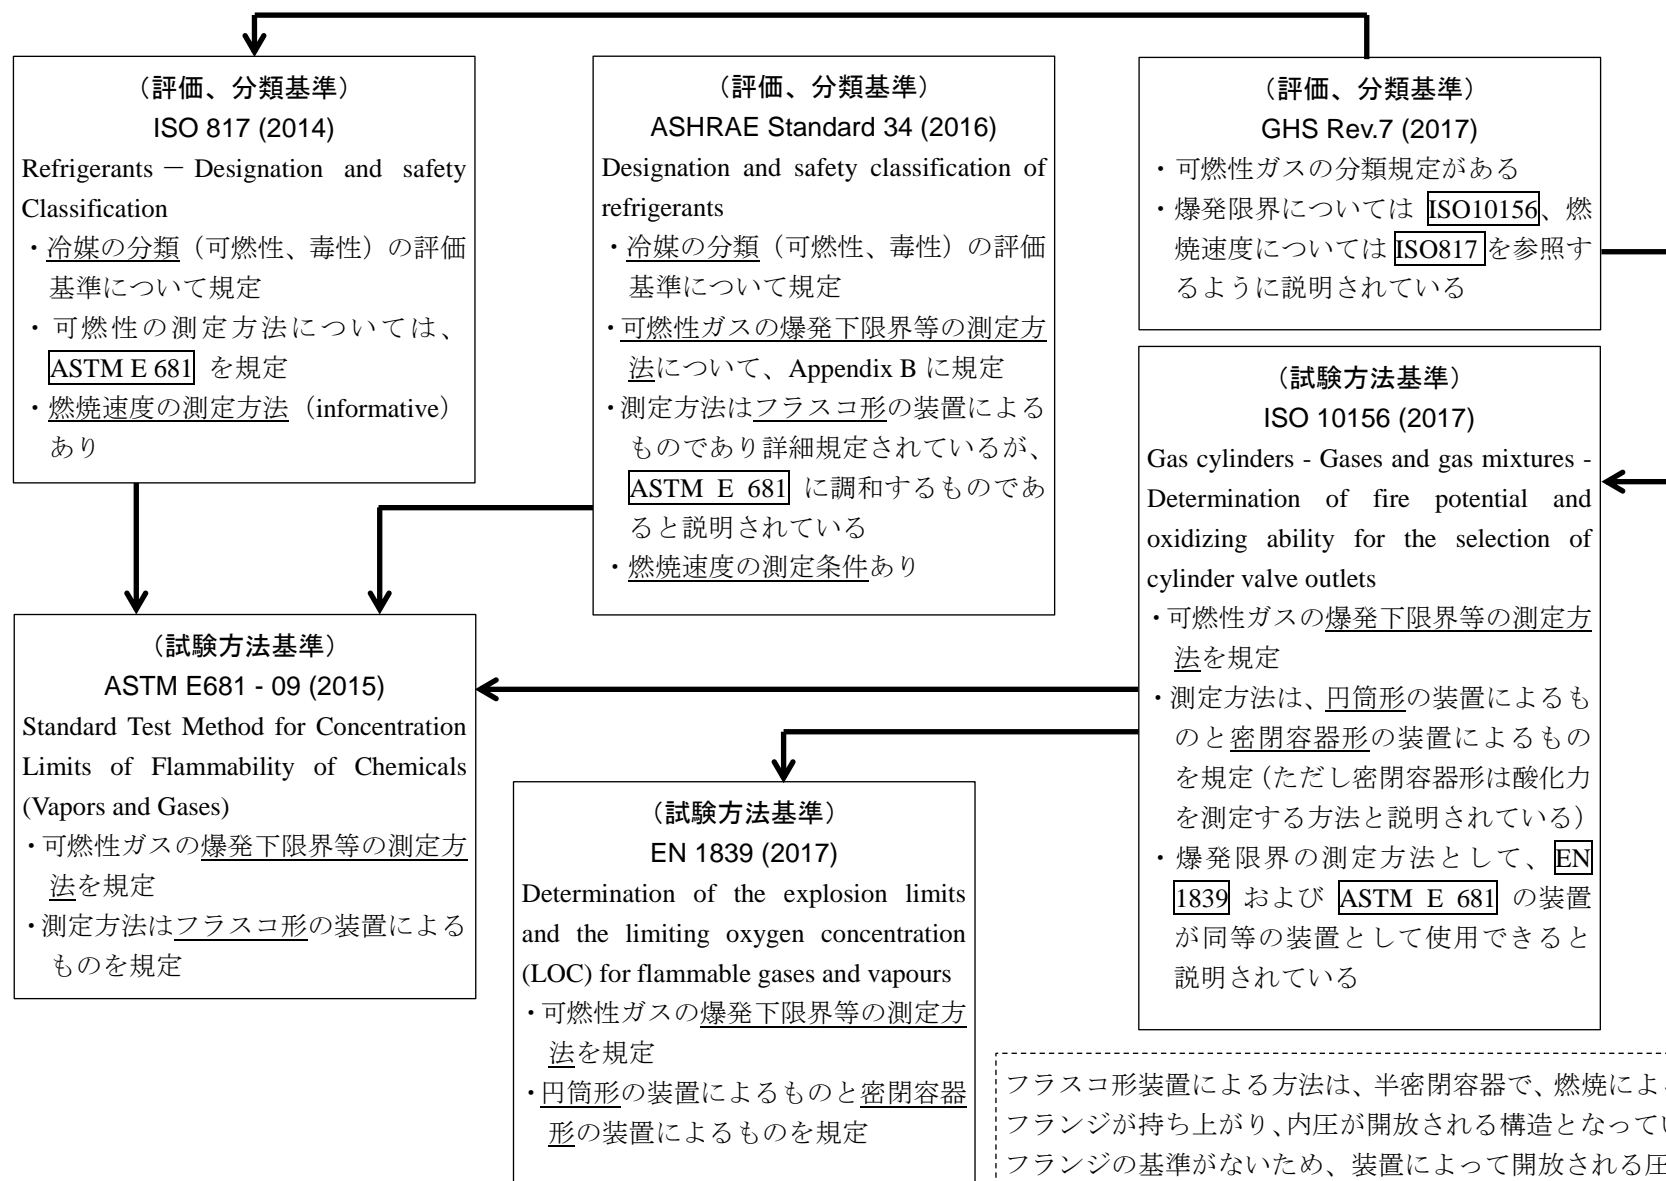 （評価、分類基準）
ISO 817 (2014)
Refrigerants － Designation and safety
Classification
・冷媒の分類（可燃性、毒性）の評価
基準について規定
・可燃性の測定方法については、
ASTM E 681 を規定
・燃焼速度の測定方法（informative）
あり
（評価、分類基準）
ASHRAE Standard 34 (2016)
Designation and safety classification of
refrigerants
・冷媒の分類（可燃性、毒性）の評価
基準について規定
・可燃性ガスの爆発下限界等の測定方
法について、Appendix B に規定
・測定方法はフラスコ形の装置による
ものであり詳細規定されているが、
ASTM E 681 に調和するものであ
ると説明されている
・燃焼速度の測定条件あり
（評価、分類基準）
GHS Rev.7 (2017)
・可燃性ガスの分類規定がある
・爆発限界については ISO10156、燃
焼速度については ISO817 を参照す
るように説明されている
（試験方法基準）
ISO 10156 (2017)
Gas cylinders - Gases and gas mixtures -
Determination of fire potential and
oxidizing ability for the selection of
cylinder valve outlets
・可燃性ガスの爆発下限界等の測定方
法を規定
・測定方法は、円筒形の装置によるも
のと密閉容器形の装置によるもの
を規定（ただし密閉容器形は酸化力
を測定する方法と説明されている）
・爆発限界の測定方法として、EN
1839 および ASTM E 681 の装置
が同等の装置として使用できると
説明されている
（試験方法基準）
ASTM E681 - 09 (2015)
Standard Test Method for Concentration
Limits of Flammability of Chemicals
(Vapors and Gases)
・可燃性ガスの爆発下限界等の測定方
法を規定
・測定方法はフラスコ形の装置による
ものを規定
（試験方法基準）
EN 1839 (2017)
Determination of the explosion limits
and the limiting oxygen concentration
(LOC) for flammable gases and vapours
・可燃性ガスの爆発下限界等の測定方
法を規定
・円筒形の装置によるものと密閉容器
形の装置によるものを規定
フラスコ形装置による方法は、半密閉容器で、燃焼によ
フランジが持ち上がり、内圧が開放される構造となって
フランジの基準がないため、装置によって開放される圧